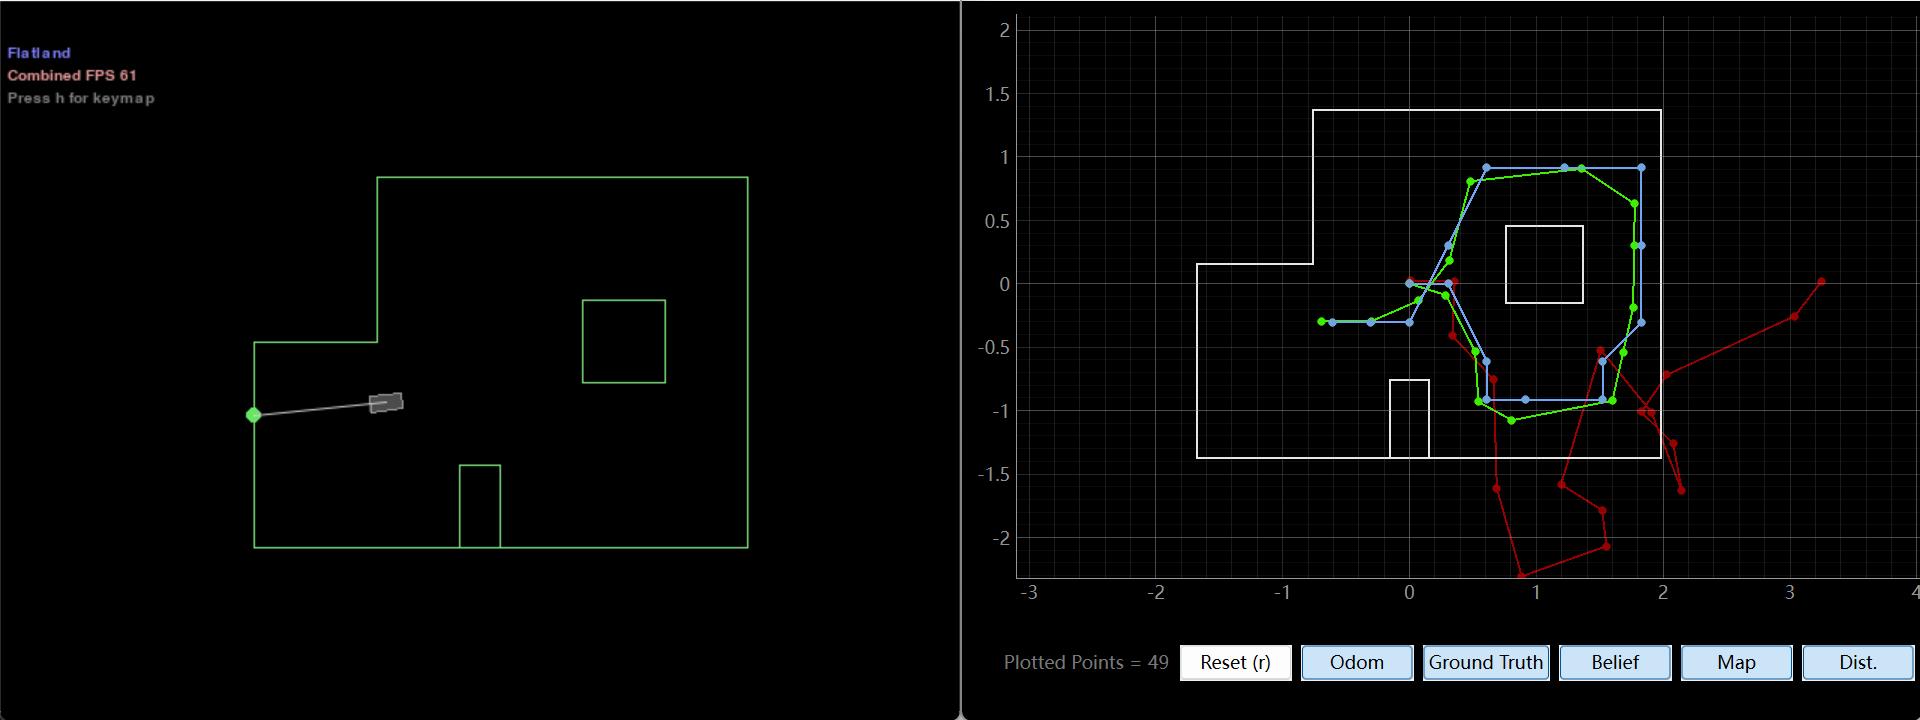 Flatland
Combined FPS 61
Press h for keymap
2
1.5
1
0.5
0
-0.5
-1
-1.5
-2
-3 -2 -1 0 1 2 3 4
Plotted Points = 49 Reset (r) Odom Ground Truth Belief Map Dist.